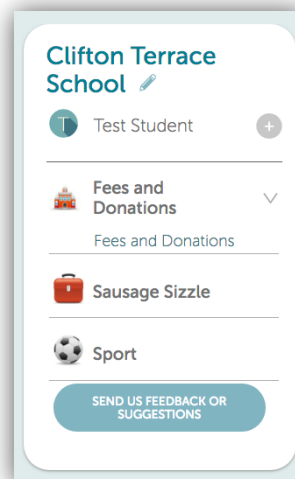 Clifton Terrace
School
T
Test Student
+
Fees and
Donations
Fees and Donations
Sausage Sizzle
Sport
SEND US FEEDBACK OR
SUGGESTIONS